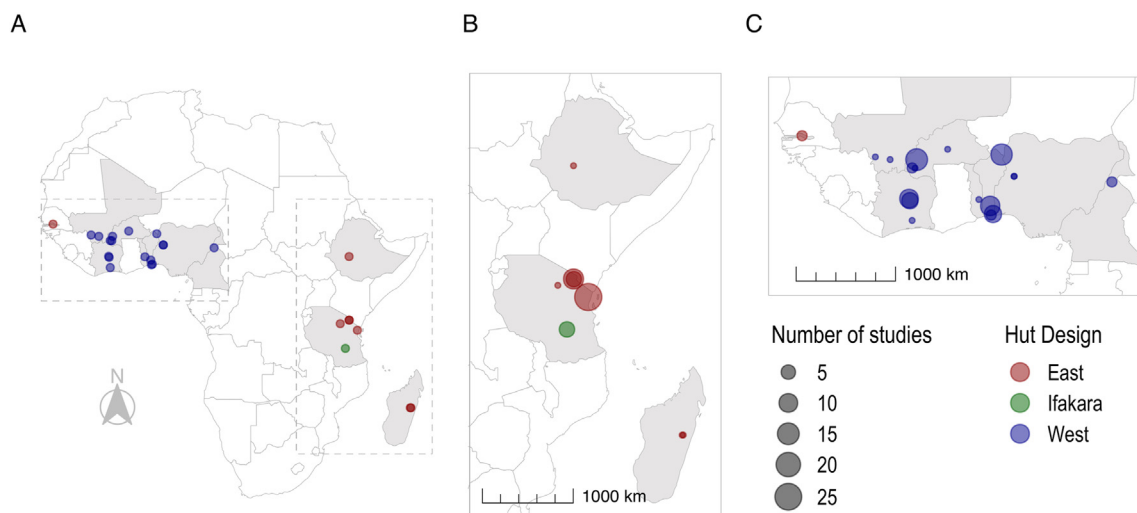 A
B
C
N
1000 km
1000 km
Number of studies
5
10
15
20
25
Hut Design
East
Ifakara
West